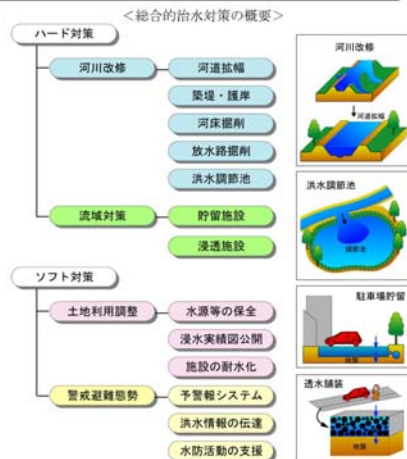 ＜総合的治水対策の概要＞
ハード対策
河川改修
河道拡幅
築堤・護岸
河床掘削
放水路掘削
洪水調節池
流域対策
貯留施設
浸透施設
ソフト対策
土地利用調整
水源等の保全
浸水実績図公開
施設の耐水化
警戒避難態勢
予警報システム
洪水情報の伝達
水防活動の支援
河川改修
河道拡幅
洪水調節池
調節池
駐車場貯留
地盤
透水舗装
地盤